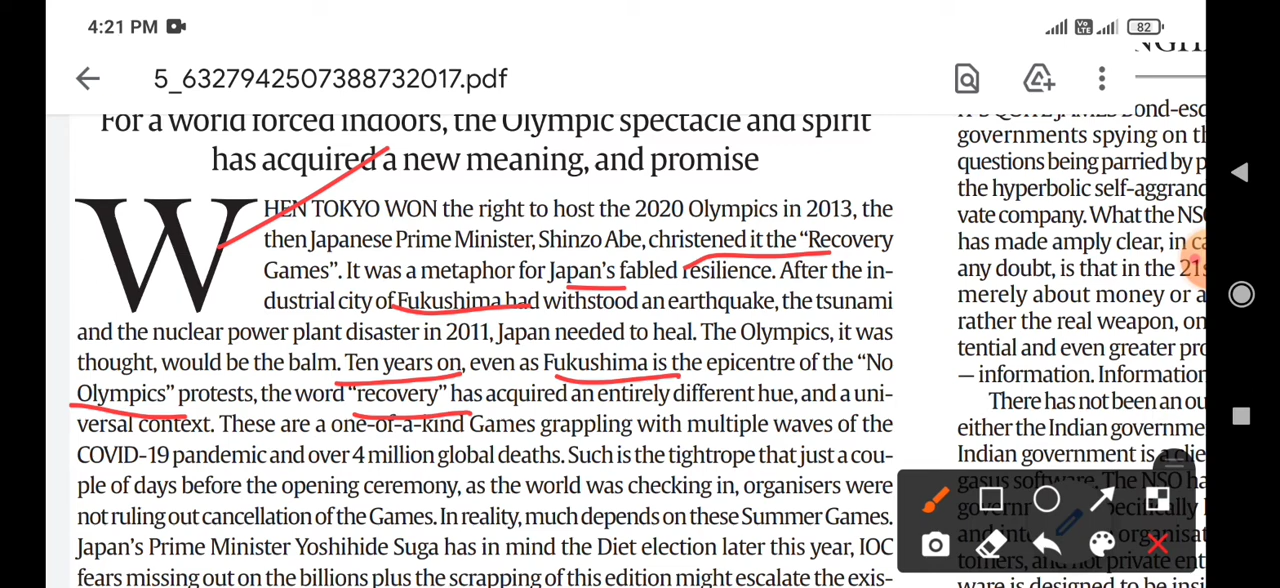 4:21 PM
Vo LTE
82
5_6327942507388732017.pdf
For a world forced indoors, the Olympic spectacle and spirit
has acquired a new meaning, and promise
WHEN TOKYO WON the right to host the 2020 Olympics in 2013, the
then Japanese Prime Minister, Shinzo Abe, christened it the “Recovery
Games”. It was a metaphor for Japan’s fabled resilience. After the in-
dustrial city of Fukushima had withstood an earthquake, the tsunami
and the nuclear power plant disaster in 2011, Japan needed to heal. The Olympics, it was
thought, would be the balm. Ten years on, even as Fukushima is the epicentre of the “No
Olympics” protests, the word “recovery” has acquired an entirely different hue, and a uni-
versal context. These are a one-of-a-kind Games grappling with multiple waves of the
COVID-19 pandemic and over 4 million global deaths. Such is the tightrope that just a cou-
ple of days before the opening ceremony, as the world was checking in, organisers were
not ruling out cancellation of the Games. In reality, much depends on these Summer Games.
Japan’s Prime Minister Yoshihide Suga has in mind the Diet election later this year, IOC
fears missing out on the billions plus the scrapping of this edition might escalate the exis-
governments spying on
questions being parried by
the hyperbolic self-aggran
vate company. What the NSO
has made amply clear, in
any doubt, is that in the
merely about money or a
rather the real weapon, on
tential and even greater pro
— information. Information
There has not been an
either the Indian governme
Indian government is a clie
gasus software. The NSO ha